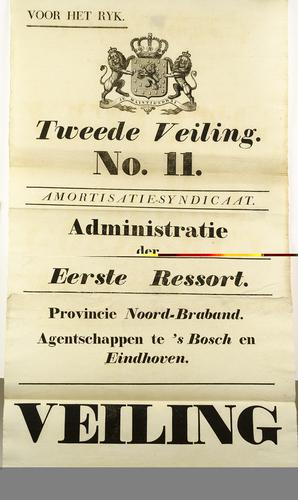 VOOR HET RYK.
JE MAINTIENDRAI
Tweede Veiling.
No. 11.
AMORTISATIE-SYNDICAAT.
Administratie
der
Eerste Ressort.
Provincie Noord-Braband.
Agentschappen te 's Bosch en
Eindhoven.
VEILING